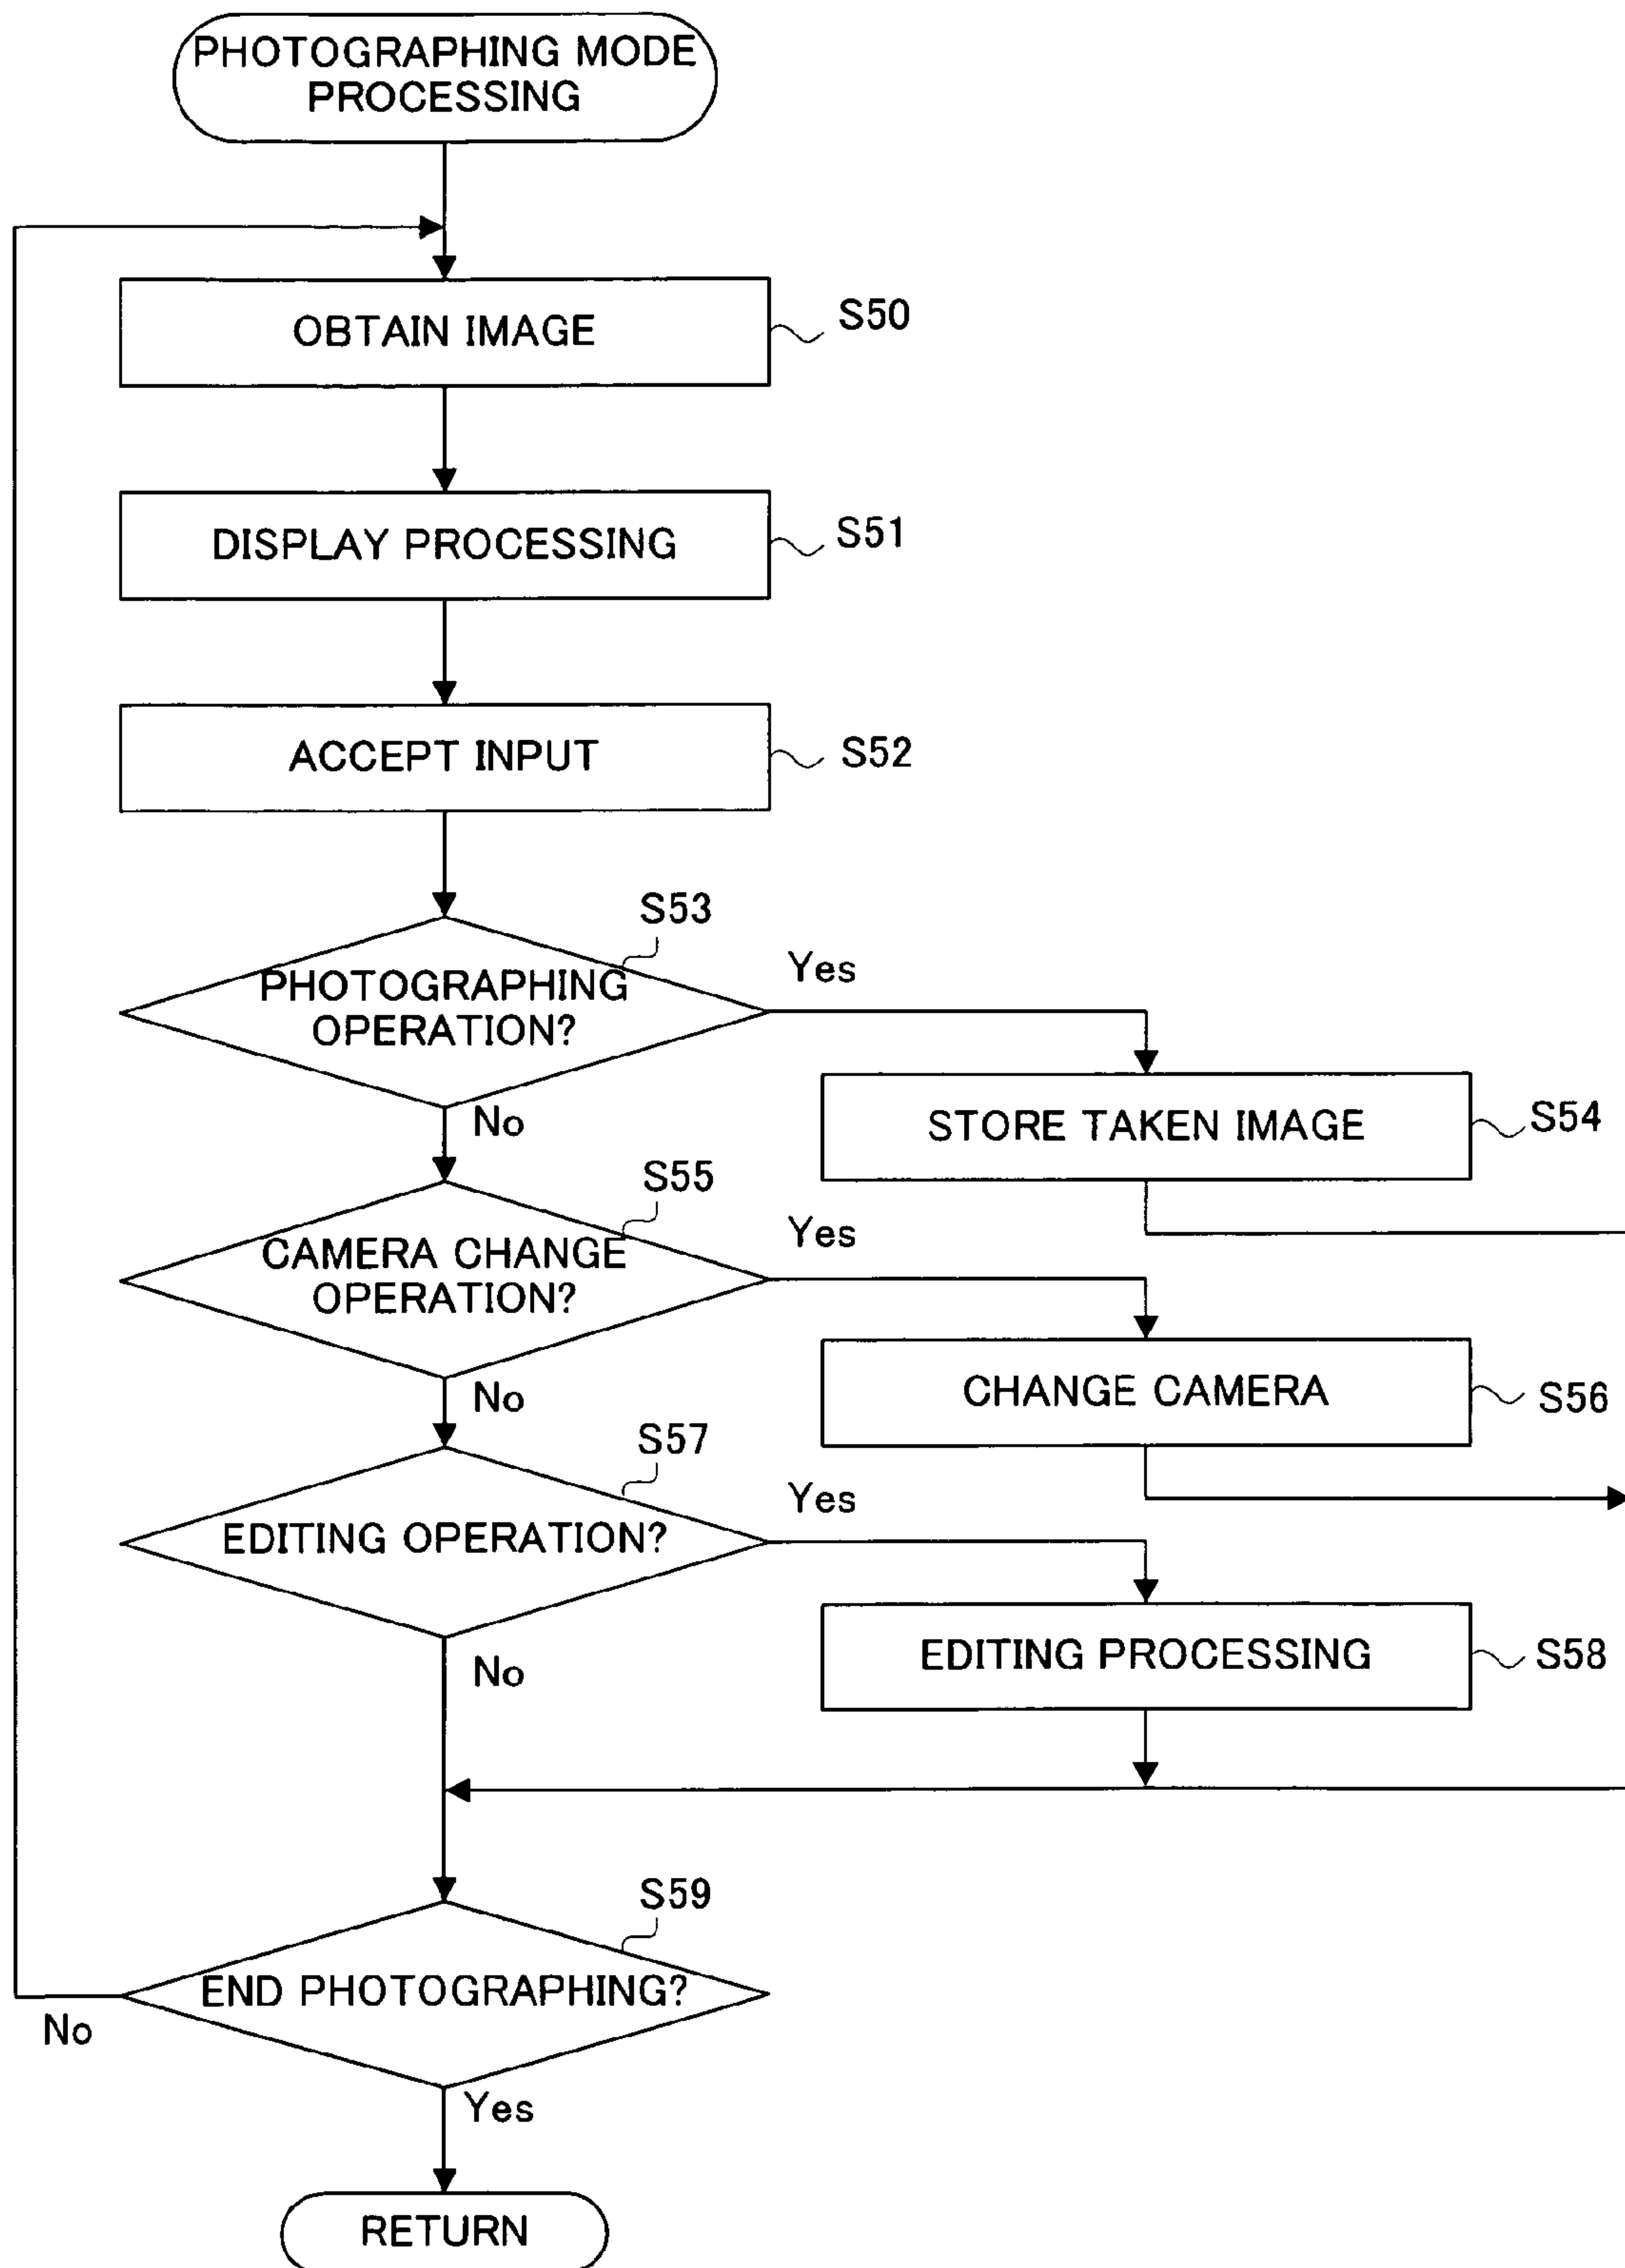 PHOTOGRAPHING MODE
PROCESSING
OBTAIN IMAGE
S50
DISPLAY PROCESSING
S51
ACCEPT INPUT
S52
S53
PHOTOGRAPHING
OPERATION?
Yes
No
STORE TAKEN IMAGE
S54
S55
CAMERA CHANGE
OPERATION?
Yes
No
CHANGE CAMERA
S56
S57
EDITING OPERATION?
Yes
No
EDITING PROCESSING
S58
S59
END PHOTOGRAPHING?
No
Yes
RETURN